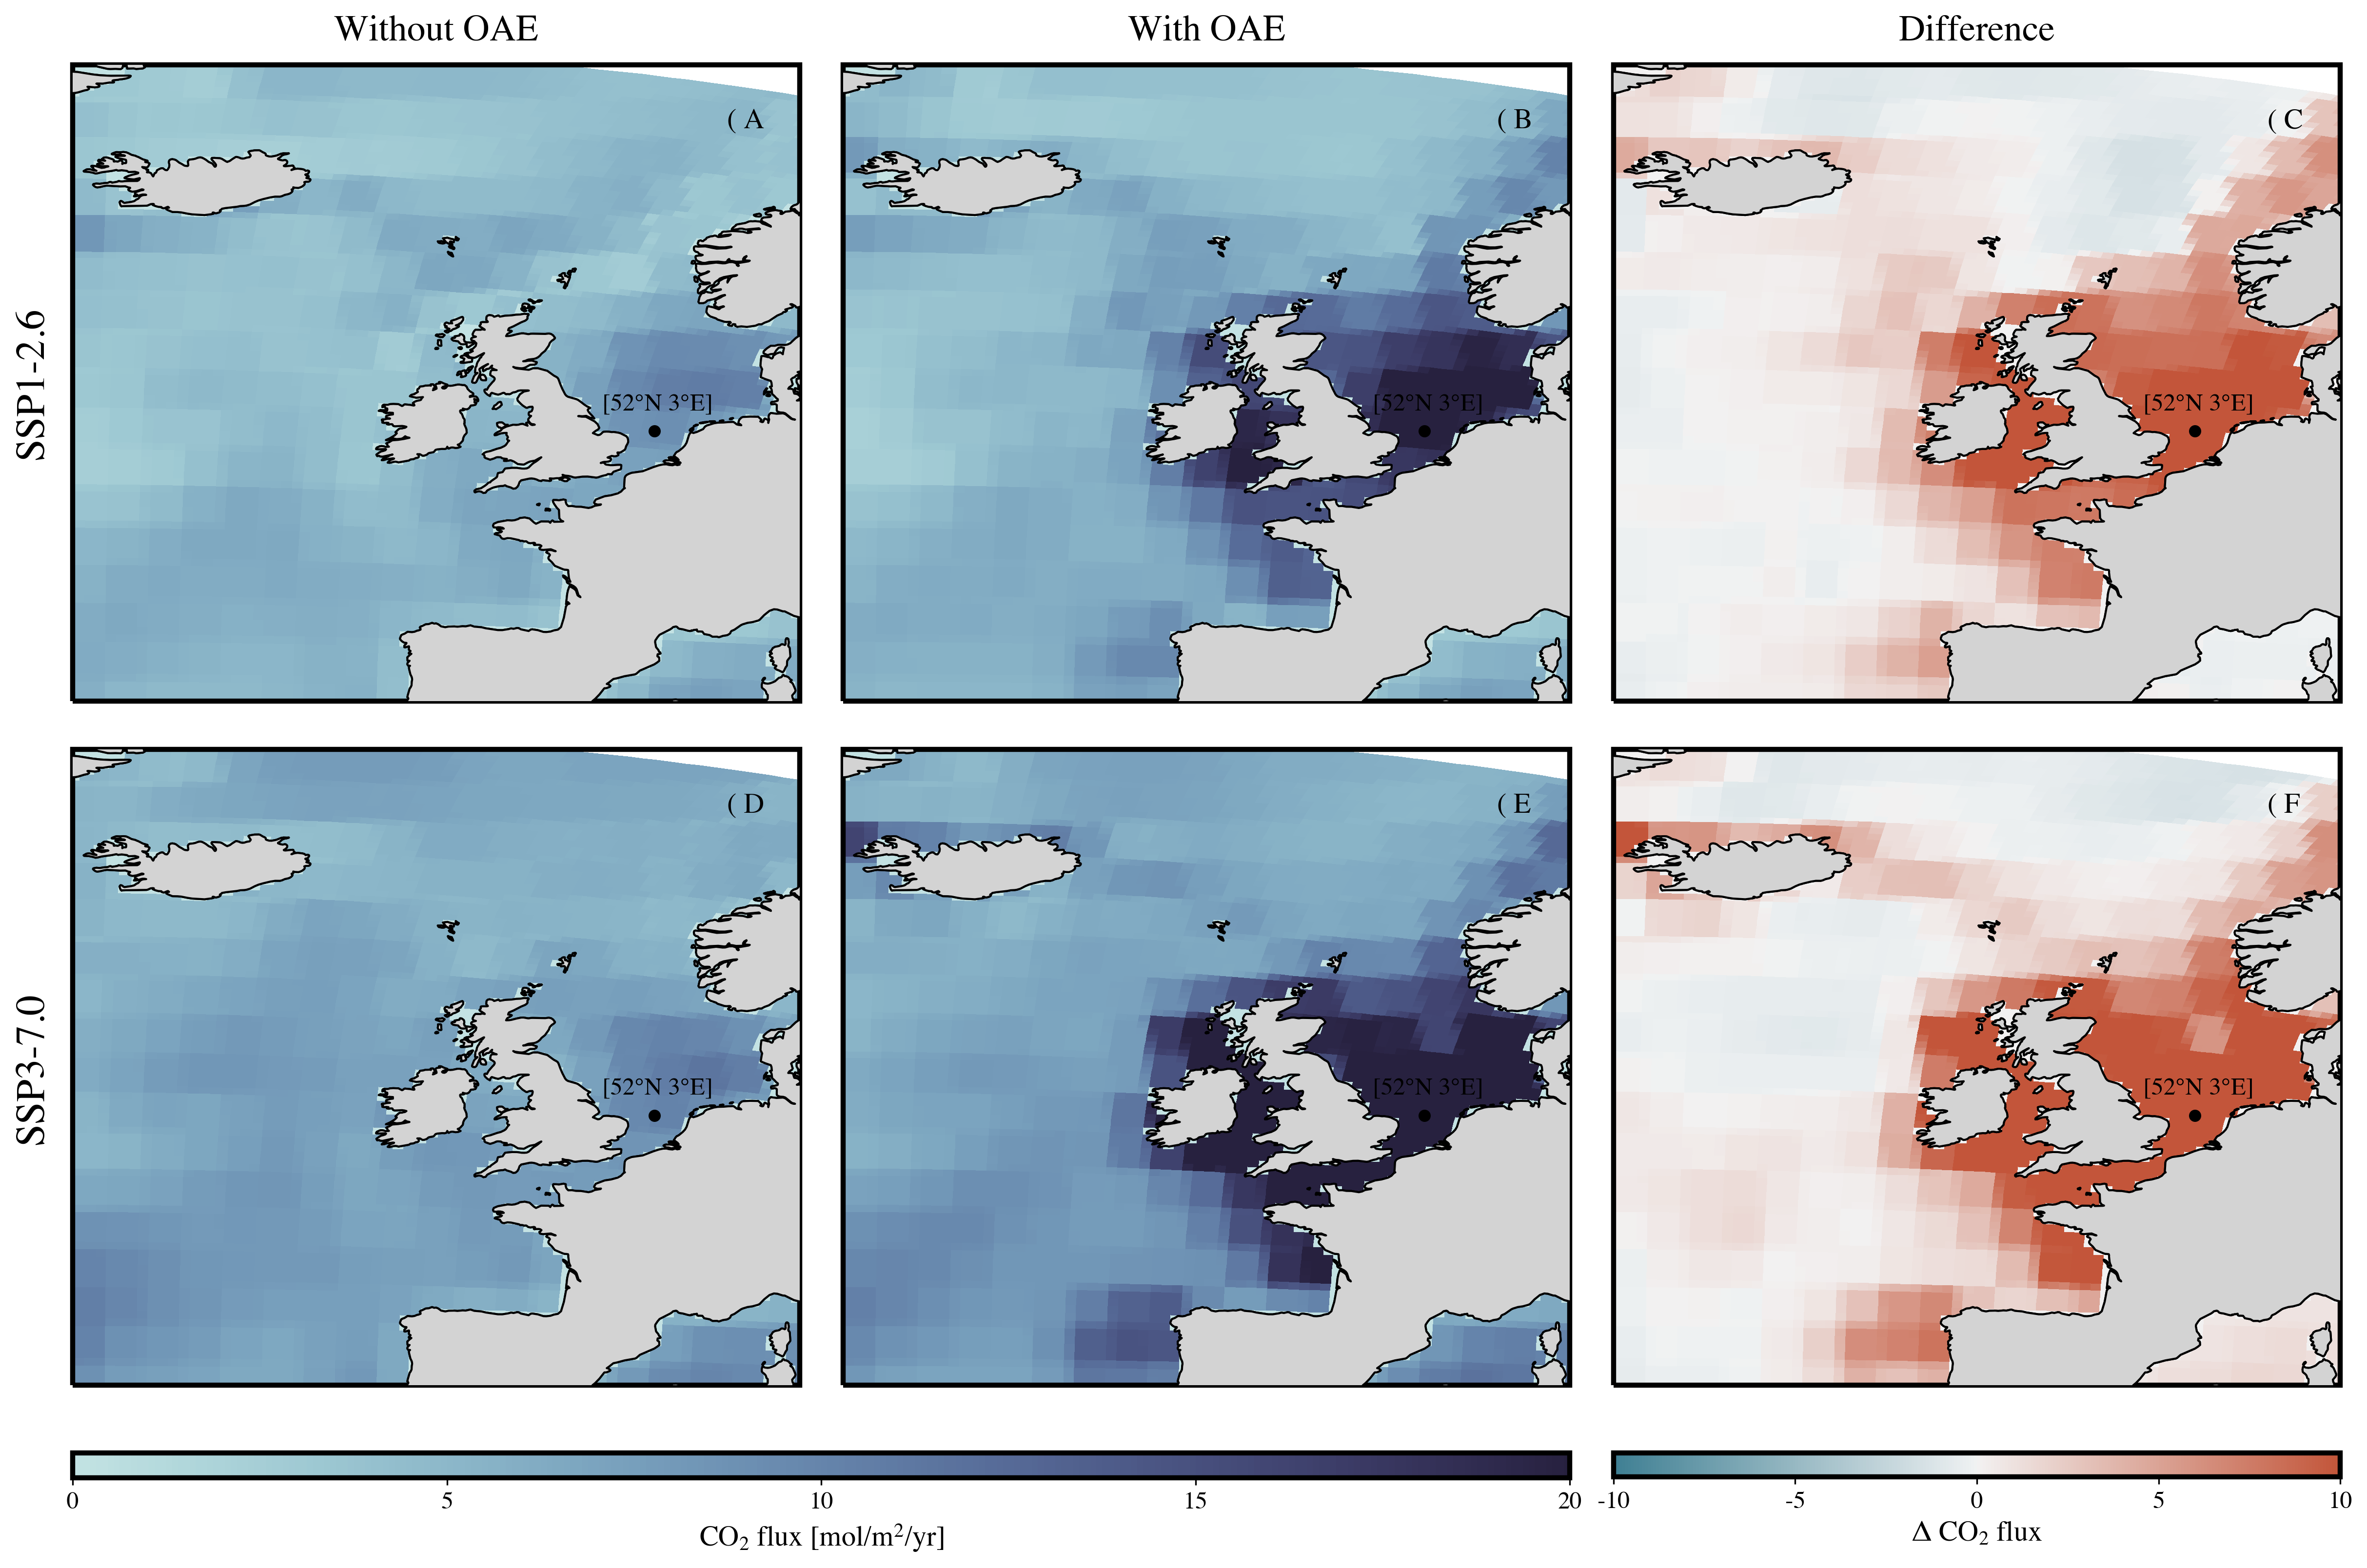 Without OAE
With OAE
Difference
SSP1-2.6
( A
[52°N 3°E]
( B
[52°N 3°E]
( C
[52°N 3°E]
SSP3-7.0
( D
[52°N 3°E]
( E
[52°N 3°E]
( F
[52°N 3°E]
0 5 10 15 20
CO₂ flux [mol/m²/yr]
-10 -5 0 5 10
Δ CO₂ flux